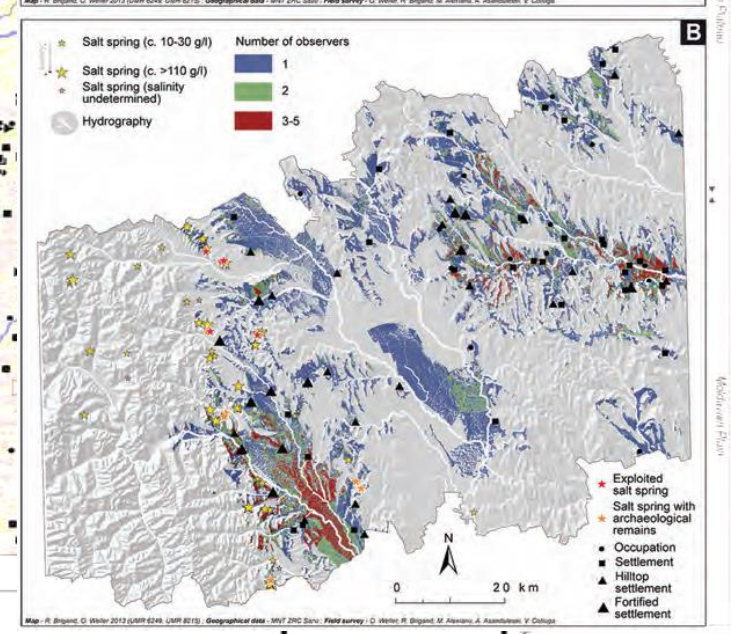 B
Salt spring (c. 10-30 g/l)
Salt spring (c. >110 g/l)
Salt spring (salinity
undetermined)
Hydrography
Number of observers
1
2
3-5
Exploited
salt spring
Salt spring with
archaeological
remains
Occupation
Settlement
Hilltop
settlement
Fortified
settlement
N
0 20 km
Map - R. Brigand, O. Weller 2013 (UMR 6249, UMR 8215) ; Geographical data - MNT ZRC Sazu ; Field survey - O. Weller, R. Brigand, M. Alexianu, A. Asandulesei, V. Cotiuga